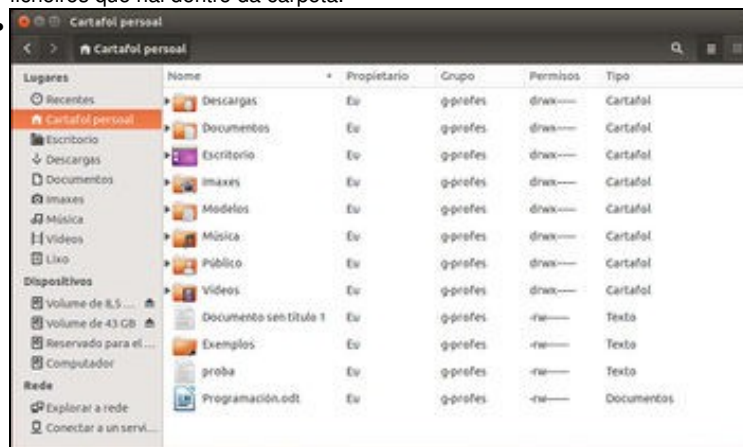 ficheiros que hai dentro da carpeta.
Cartafol persoal
Cartafol persoal
Lugares
Recentes
Cartafol persoal
Escritorio
Descargas
Documentos
Imaxes
Música
Vídeos
Lixo
Dispositivos
Volume de 8,5 ...
Volume de 43 GB
Reservado para el ...
Computador
Rede
Explorar a rede
Conectar a un servi...
Nome Propietario Grupo Permisos Tipo
Descargas Eu g-profes drwx------ Cartafol
Documentos Eu g-profes drwx------ Cartafol
Escritorio Eu g-profes drwx------ Cartafol
Imaxes Eu g-profes drwx------ Cartafol
Modelos Eu g-profes drwx------ Cartafol
Música Eu g-profes drwx------ Cartafol
Público Eu g-profes drwx------ Cartafol
Vídeos Eu g-profes drwx------ Cartafol
Documento sen título 1 Eu g-profes -rw------- Texto
Exemplos Eu g-profes -rw------- Texto
proba Eu g-profes -rw------- Texto
Programación.odt Eu g-profes -rw------- Documentos